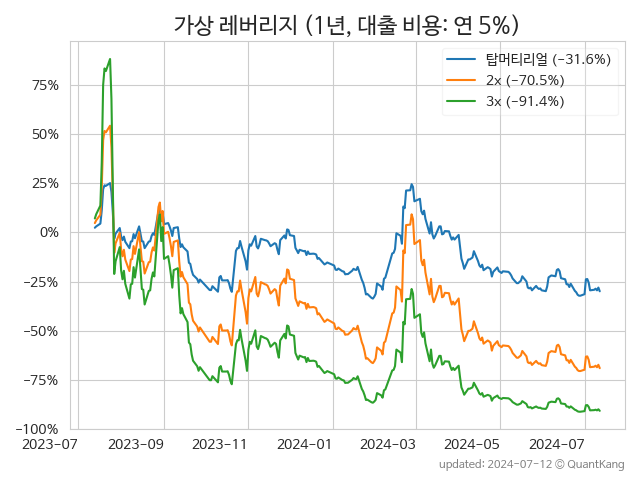 가상 레버리지 (1년, 대출 비용: 연 5%)
탑머티리얼 (−31.6%)
2x (−70.5%)
3x (−91.4%)
75%
50%
25%
0%
−25%
−50%
−75%
−100%
2023-07 2023-09 2023-11 2024-01 2024-03 2024-05 2024-07
updated: 2024-07-12 © QuantKang